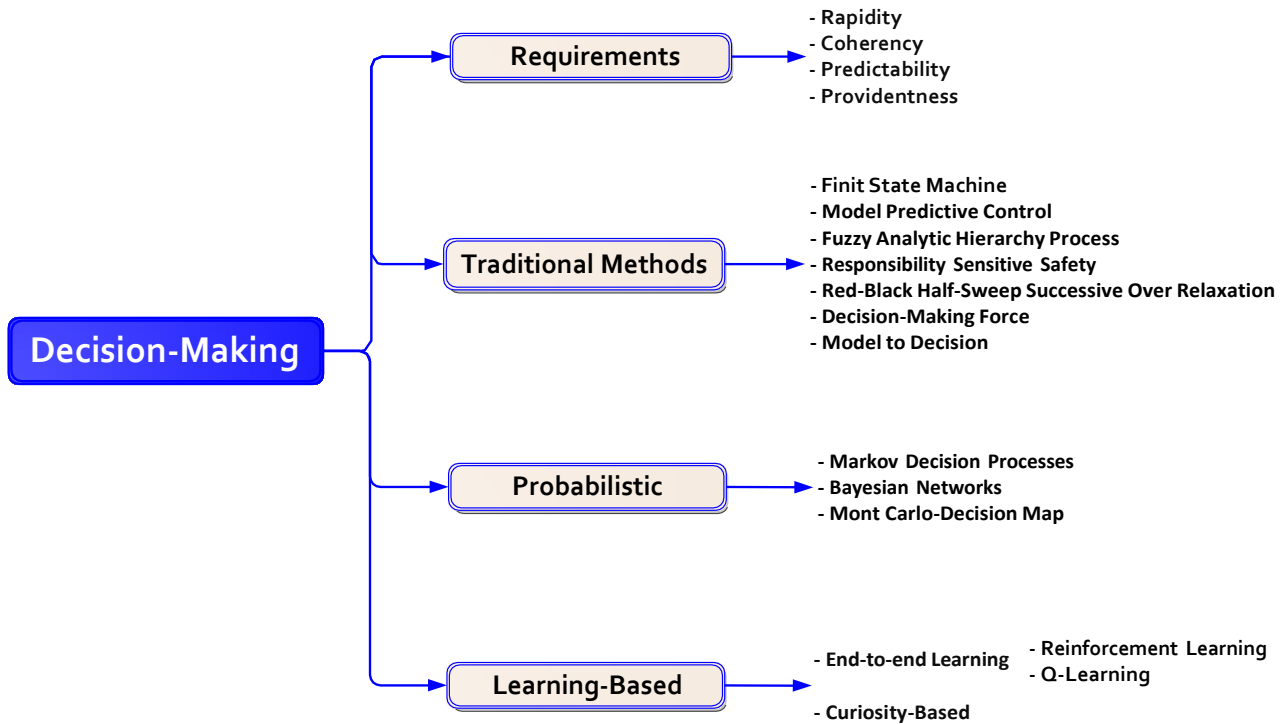 Decision-Making
Requirements
- Rapidity
- Coherency
- Predictability
- Providentness
Traditional Methods
- Finit State Machine
- Model Predictive Control
- Fuzzy Analytic Hierarchy Process
- Responsibility Sensitive Safety
- Red-Black Half-Sweep Successive Over Relaxation
- Decision-Making Force
- Model to Decision
Probabilistic
- Markov Decision Processes
- Bayesian Networks
- Mont Carlo-Decision Map
Learning-Based
- End-to-end Learning
- Reinforcement Learning
- Q-Learning
- Curiosity-Based